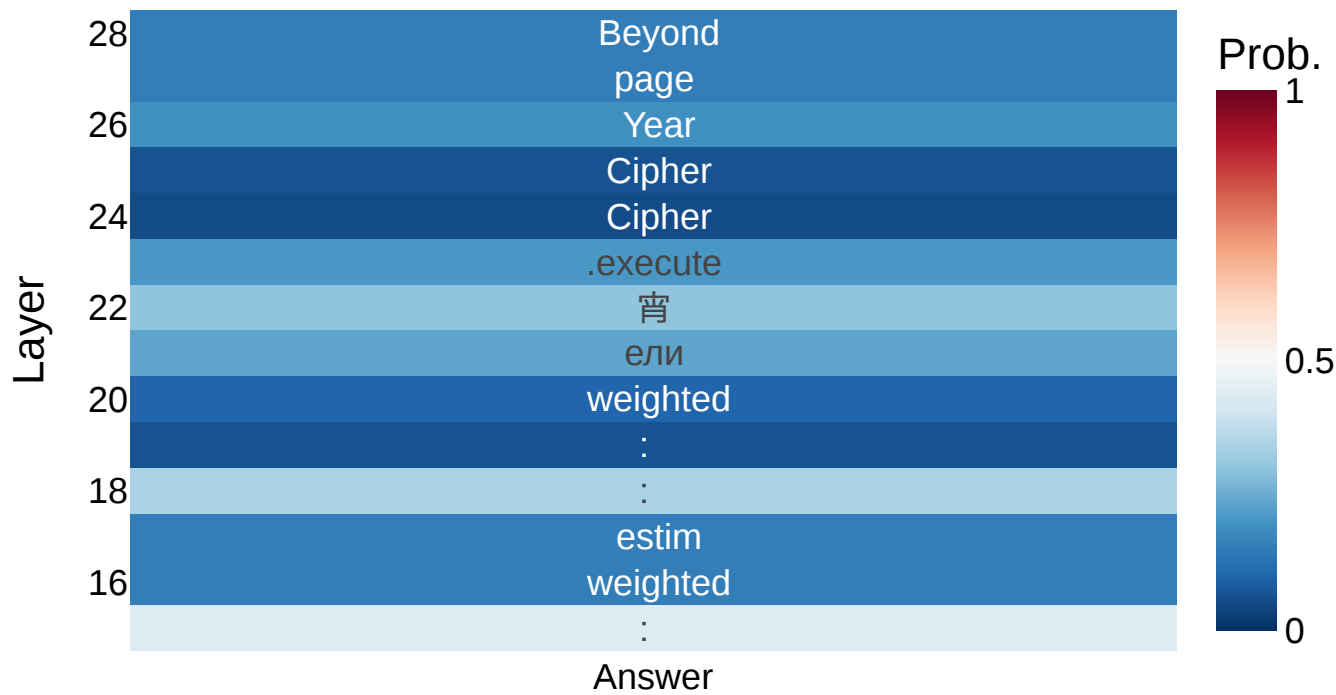 28
Beyond
Prob.
page
1
26
Year
Cipher
24
Cipher
.execute
Layer
22
宵
0.5
ели
20
weighted
:
18
:
estim
16
weighted
:
0
Answer